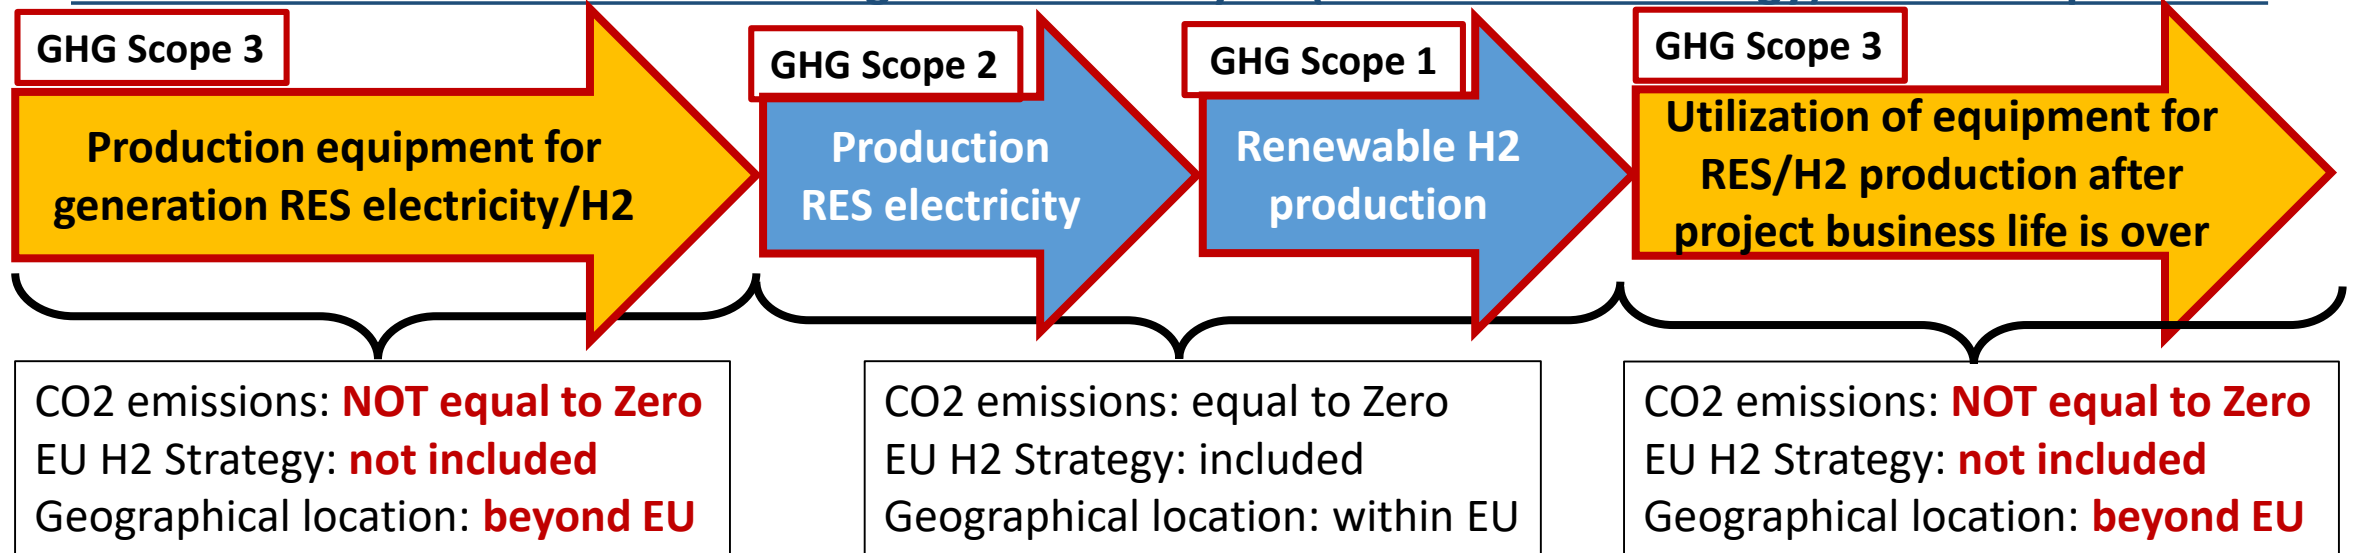 GHG Scope 3
Production equipment for
generation RES electricity/H2
GHG Scope 2
Production
RES electricity
GHG Scope 1
Renewable H2
production
GHG Scope 3
Utilization of equipment for
RES/H2 production after
project business life is over
CO2 emissions: NOT equal to Zero
EU H2 Strategy: not included
Geographical location: beyond EU
CO2 emissions: equal to Zero
EU H2 Strategy: included
Geographical location: within EU
CO2 emissions: NOT equal to Zero
EU H2 Strategy: not included
Geographical location: beyond EU